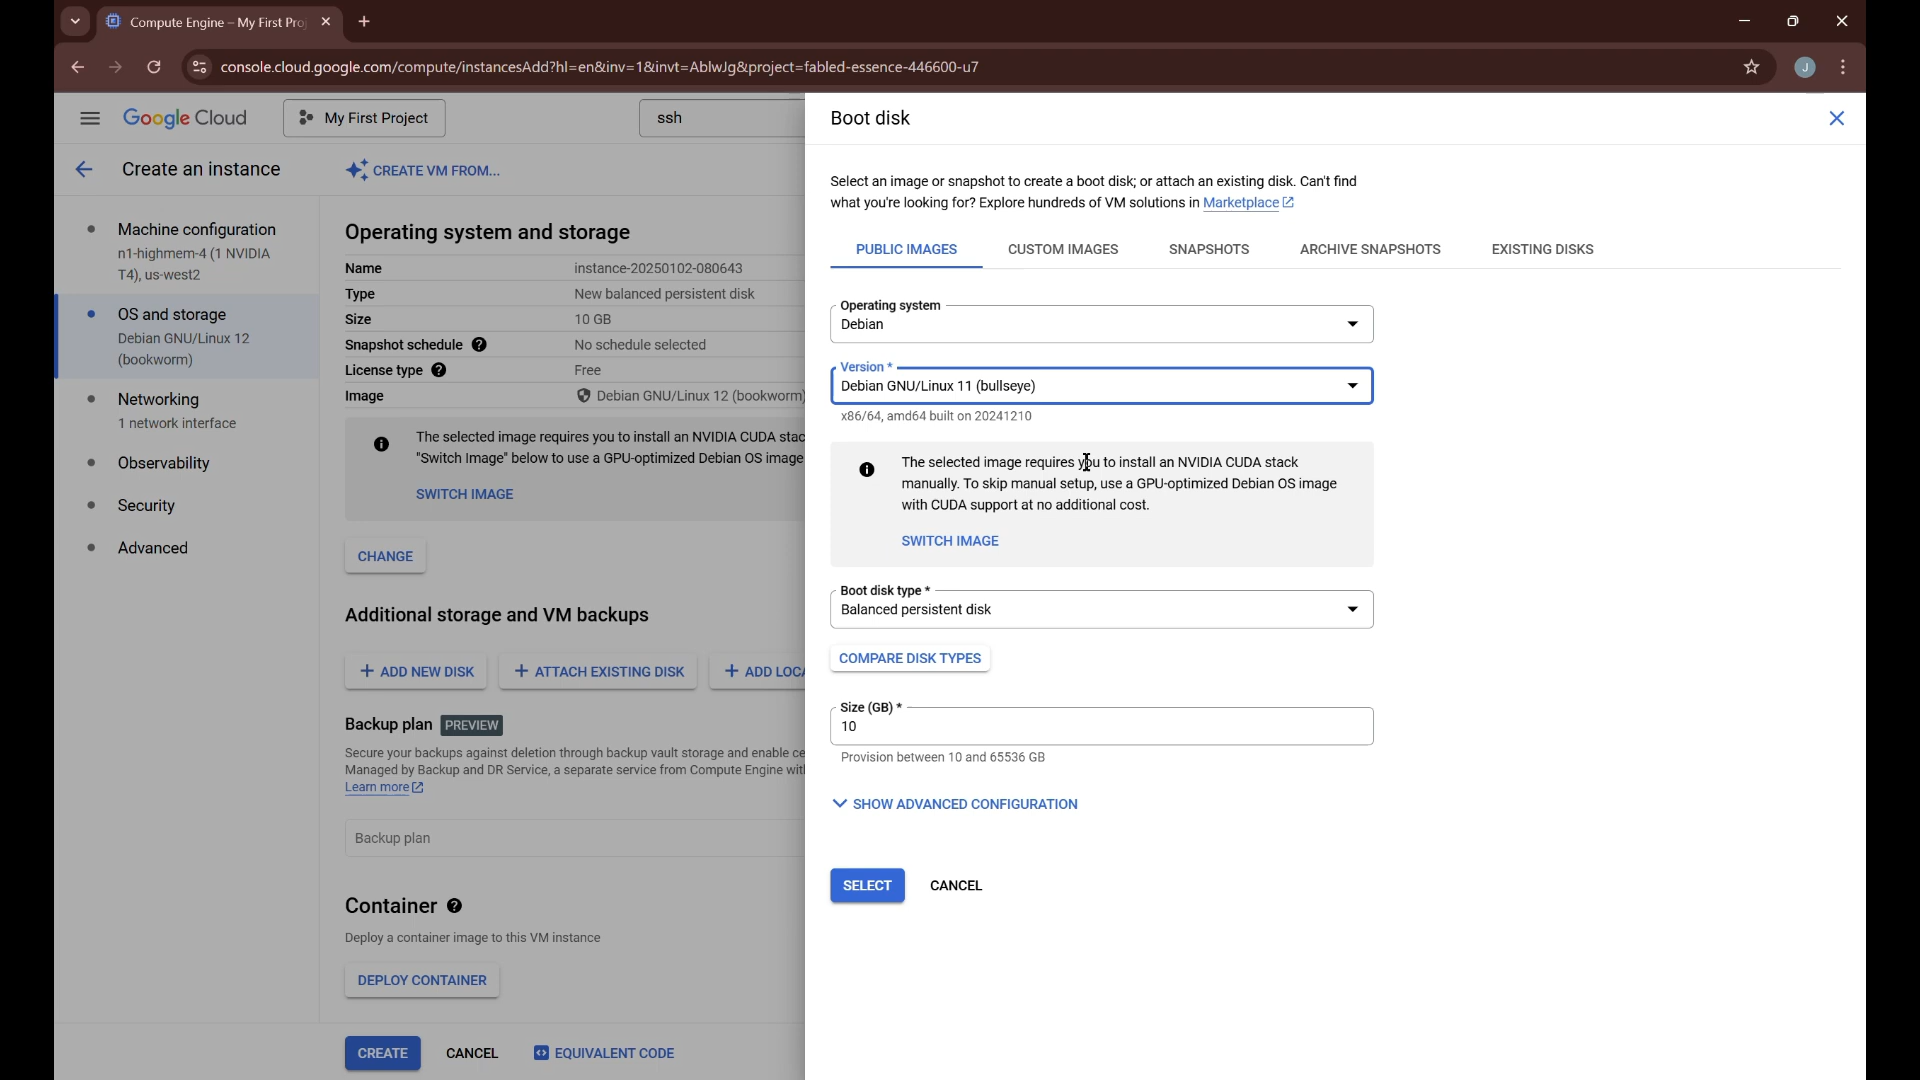 Compute Engine – My First Pro
console.cloud.google.com/compute/instancesAdd?hl=en&inv=1&invt=AblwJg&project=fabled-essence-446600-u7
J
Google Cloud
My First Project
ssh
Create an instance
CREATE VM FROM...
Machine configuration
n1-highmem-4 (1 NVIDIA
T4), us-west2
OS and storage
Debian GNU/Linux 12
(bookworm)
Networking
1 network interface
Observability
Security
Advanced
Operating system and storage
Name instance-20250102-080643
Type New balanced persistent disk
Size 10 GB
Snapshot schedule No schedule selected
License type Free
Image Debian GNU/Linux 12 (bookworm)
The selected image requires you to install an NVIDIA CUDA stac
"Switch Image" below to use a GPU-optimized Debian OS image
SWITCH IMAGE
CHANGE
Additional storage and VM backups
ADD NEW DISK ATTACH EXISTING DISK ADD LOCA
Backup plan PREVIEW
Secure your backups against deletion through backup vault storage and enable ce
Managed by Backup and DR Service, a separate service from Compute Engine wit
Learn more
Backup plan
Container
Deploy a container image to this VM instance
DEPLOY CONTAINER
CREATE CANCEL EQUIVALENT CODE
Boot disk
Select an image or snapshot to create a boot disk; or attach an existing disk. Can't find
what you're looking for? Explore hundreds of VM solutions in Marketplace
PUBLIC IMAGES CUSTOM IMAGES SNAPSHOTS ARCHIVE SNAPSHOTS EXISTING DISKS
Operating system
Debian
Version *
Debian GNU/Linux 11 (bullseye)
x86/64, amd64 built on 20241210
The selected image requires you to install an NVIDIA CUDA stack
manually. To skip manual setup, use a GPU-optimized Debian OS image
with CUDA support at no additional cost.
SWITCH IMAGE
Boot disk type *
Balanced persistent disk
COMPARE DISK TYPES
Size (GB) *
10
Provision between 10 and 65536 GB
SHOW ADVANCED CONFIGURATION
SELECT CANCEL